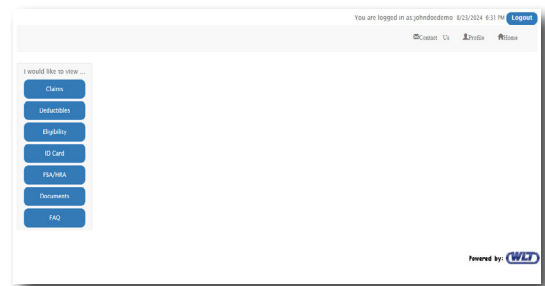 You are logged in as:johndoedemo 8/23/2024 6:31 PM Logout
Contact Us Profile Home
I would like to view ...
Claims
Deductibles
Eligibility
ID Card
FSA/HRA
Documents
FAQ
Powered by: WLT